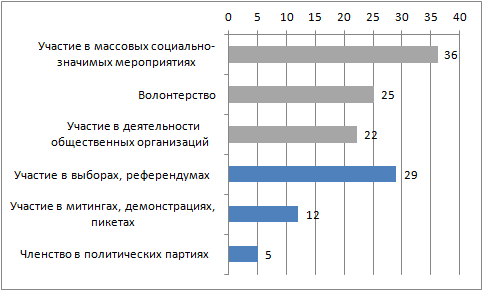 0 5 10 15 20 25 30 35 40
Участие в массовых социально-
значимых мероприятиях 36
Волонтерство 25
Участие в деятельности
общественных организаций 22
Участие в выборах, референдумах 29
Участие в митингах, демонстрациях,
пикетах 12
Членство в политических партиях 5